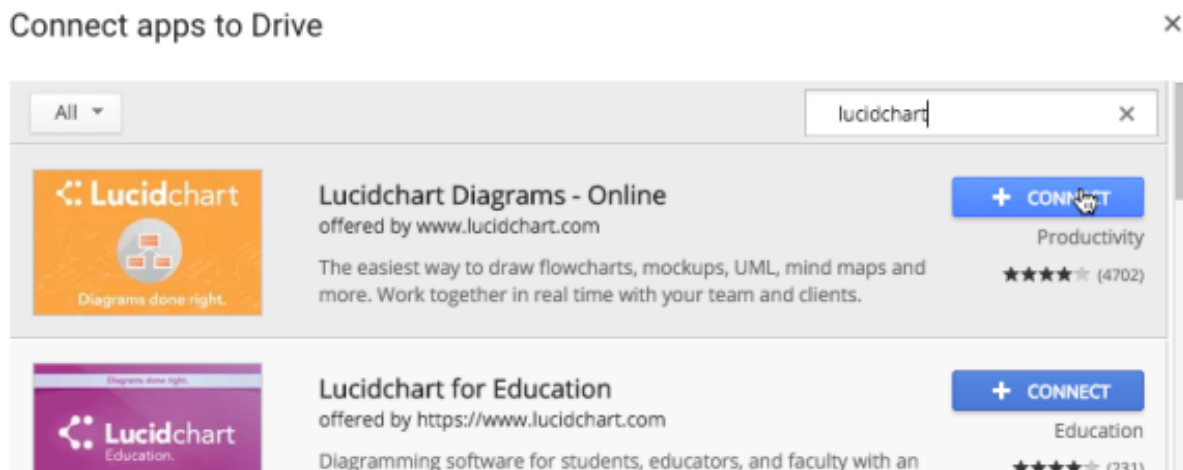 Connect apps to Drive
×
All
lucidchart
×
Lucidchart
Diagrams done right.
Lucidchart Diagrams - Online
offered by www.lucidchart.com
The easiest way to draw flowcharts, mockups, UML, mind maps and
more. Work together in real time with your team and clients.
+ CONNECT
Productivity
(4702)
Diagrams done right.
Lucidchart
Education.
Lucidchart for Education
offered by https://www.lucidchart.com
Diagramming software for students, educators, and faculty with an
+ CONNECT
Education
(231)